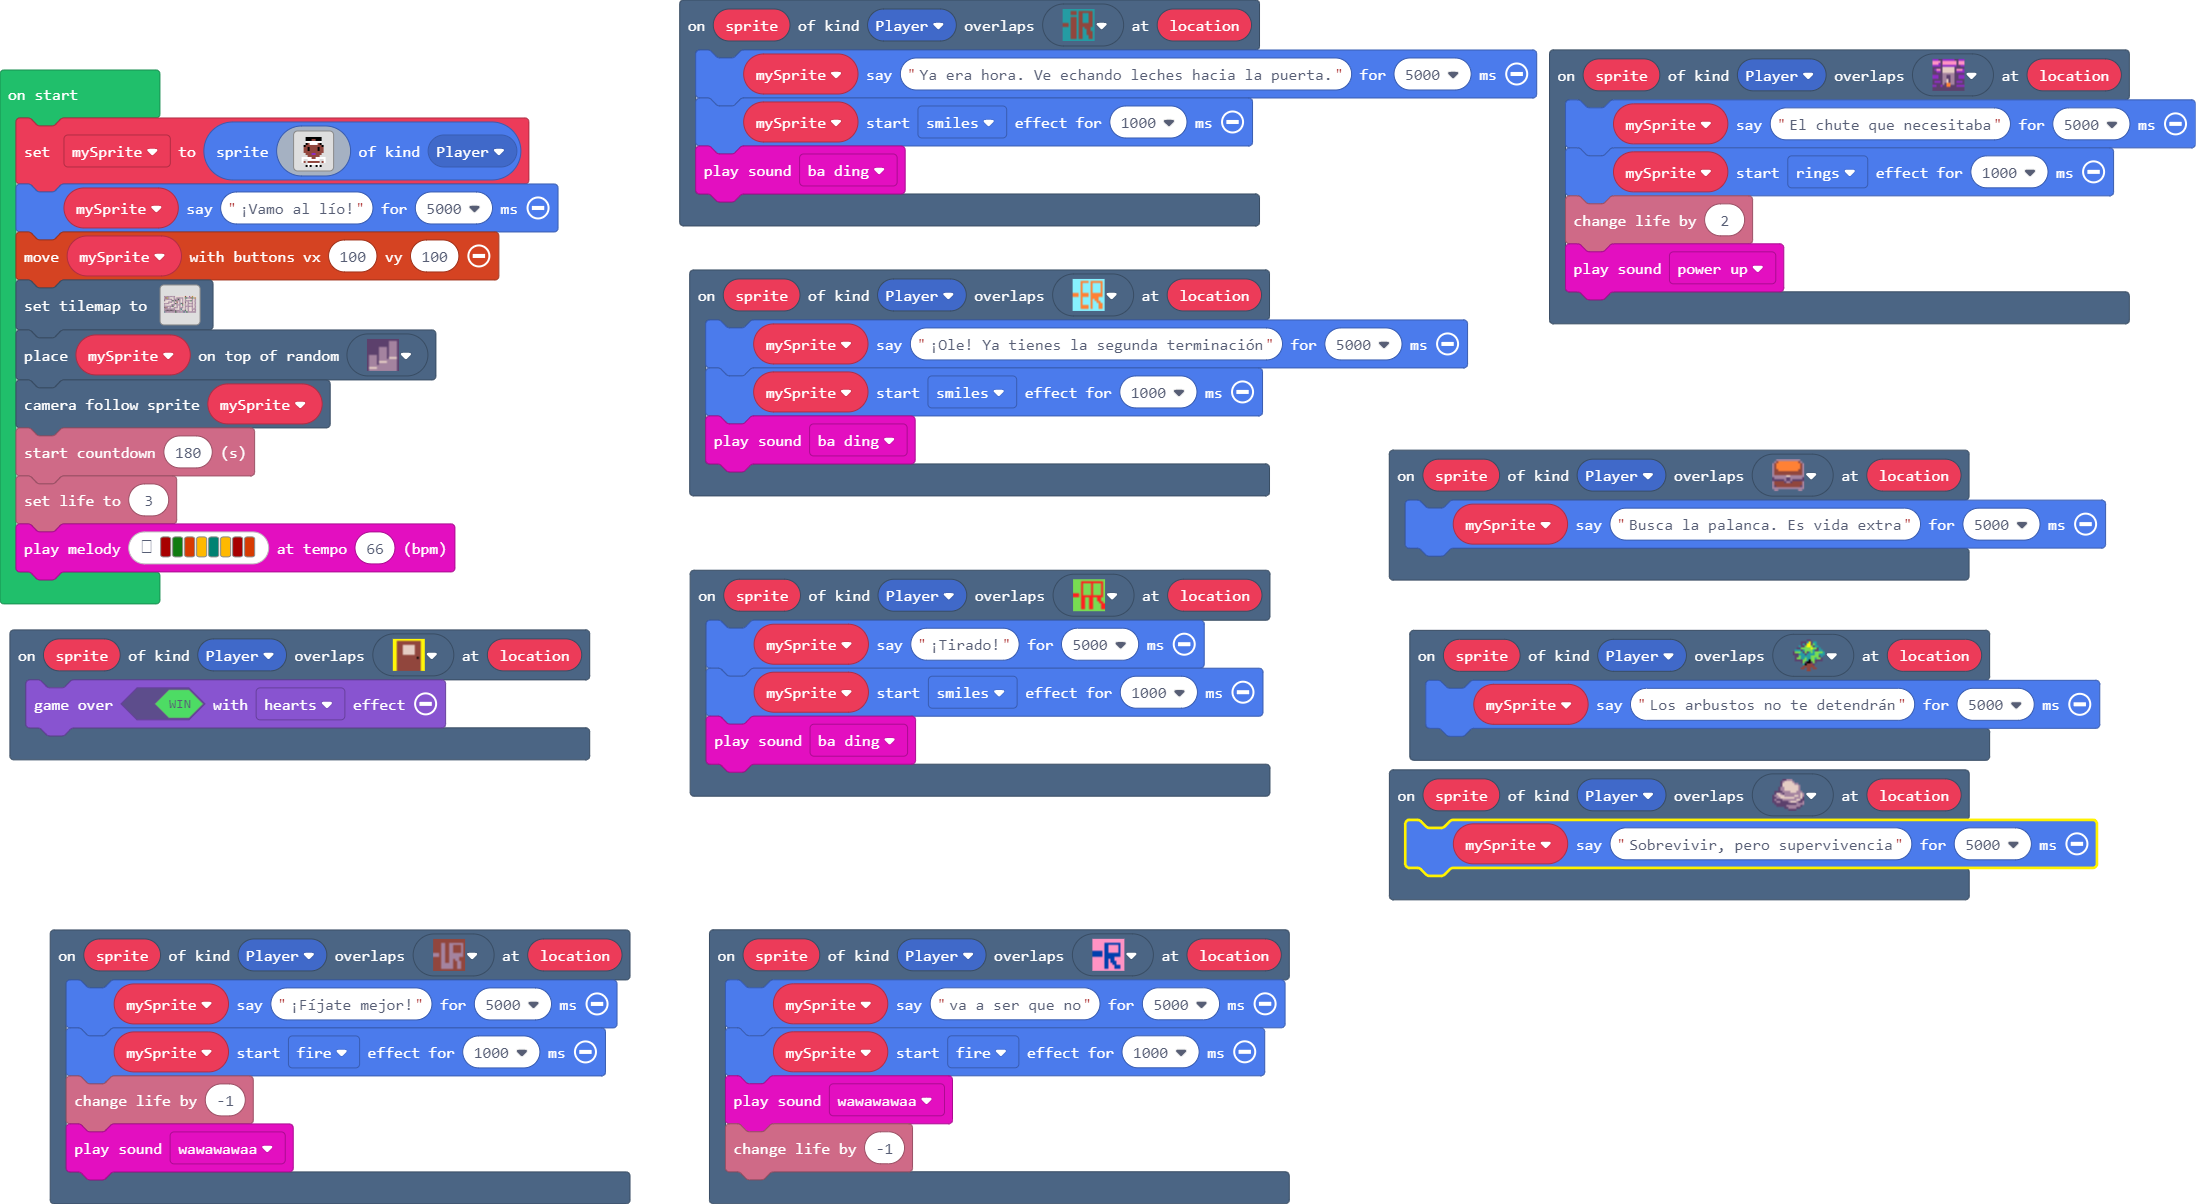 on start
set mySprite to sprite of kind Player
mySprite say "¡Vamo al lío!" for 5000 ms
move mySprite with buttons vx 100 vy 100
set tilemap to
place mySprite on top of random
camera follow sprite mySprite
start countdown 180 (s)
set life to 3
play melody at tempo 66 (bpm)
on sprite of kind Player overlaps at location
game over WIN with hearts effect
on sprite of kind Player overlaps -UR at location
mySprite say "¡Fíjate mejor!" for 5000 ms
mySprite start fire effect for 1000 ms
change life by -1
play sound wawawawaa
on sprite of kind Player overlaps -iR at location
mySprite say "Ya era hora. Ve echando leches hacia la puerta." for 5000 ms
mySprite start smiles effect for 1000 ms
play sound ba ding
on sprite of kind Player overlaps -ER at location
mySprite say "¡Ole! Ya tienes la segunda terminación" for 5000 ms
mySprite start smiles effect for 1000 ms
play sound ba ding
on sprite of kind Player overlaps -AR at location
mySprite say "¡Tirado!" for 5000 ms
mySprite start smiles effect for 1000 ms
play sound ba ding
on sprite of kind Player overlaps -R at location
mySprite say "va a ser que no" for 5000 ms
mySprite start fire effect for 1000 ms
play sound wawawawaa
change life by -1
on sprite of kind Player overlaps at location
mySprite say "El chute que necesitaba" for 5000 ms
mySprite start rings effect for 1000 ms
change life by 2
play sound power up
on sprite of kind Player overlaps at location
mySprite say "Busca la palanca. Es vida extra" for 5000 ms
on sprite of kind Player overlaps at location
mySprite say "Los arbustos no te detendrán" for 5000 ms
on sprite of kind Player overlaps at location
mySprite say "Sobrevivir, pero supervivencia" for 5000 ms